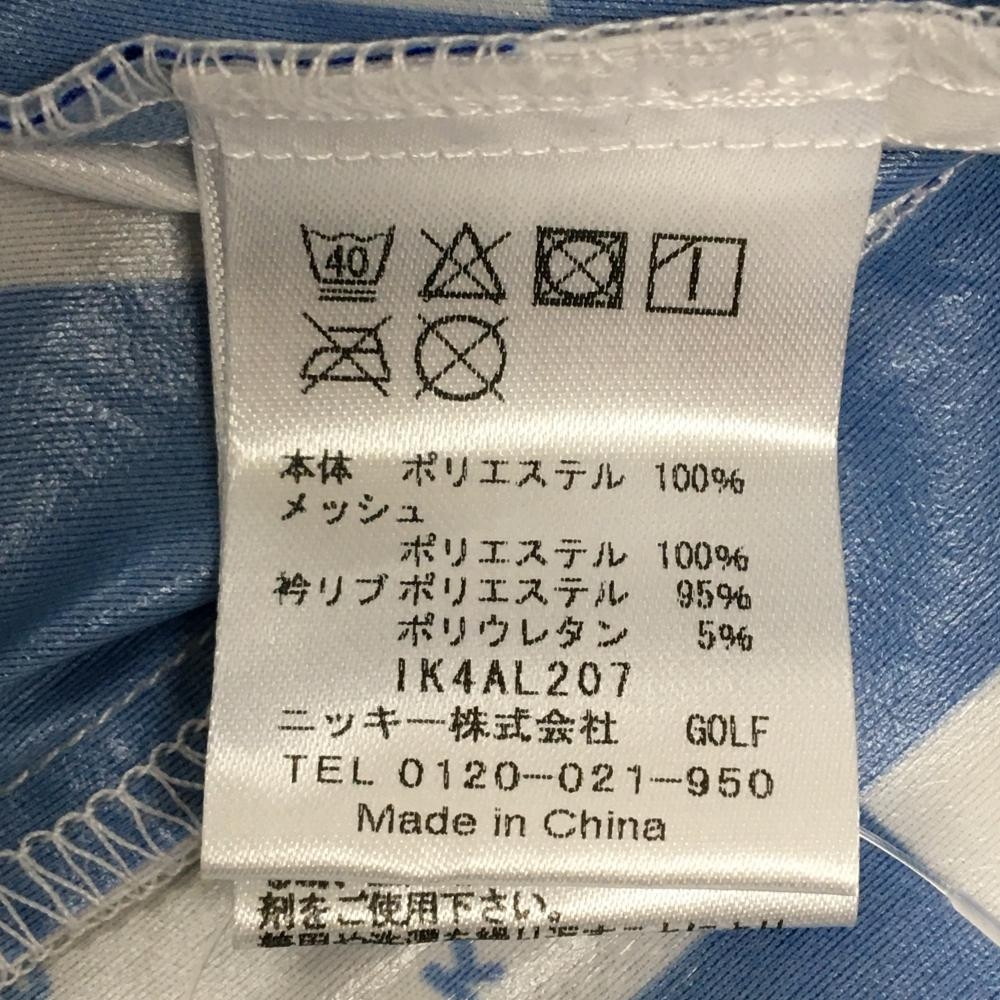 40
本体 ポリエステル 100%
メッシュ
ポリエステル 100%
衿リブ ポリエステル 95%
ポリウレタン 5%
IK4AL207
ニッキー株式会社 GOLF
TEL 0120-021-950
Made in China
剤をご使用下さい。